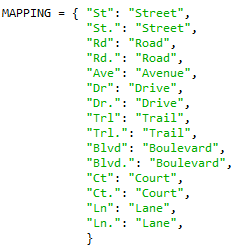 MAPPING = { "St": "Street",
"St.": "Street",
"Rd": "Road",
"Rd.": "Road",
"Ave": "Avenue",
"Dr": "Drive",
"Dr.": "Drive",
"Trl": "Trail",
"Trl.": "Trail",
"Blvd": "Boulevard",
"Blvd.": "Boulevard",
"Ct": "Court",
"Ct.": "Court",
"Ln": "Lane",
"Ln.": "Lane",
}